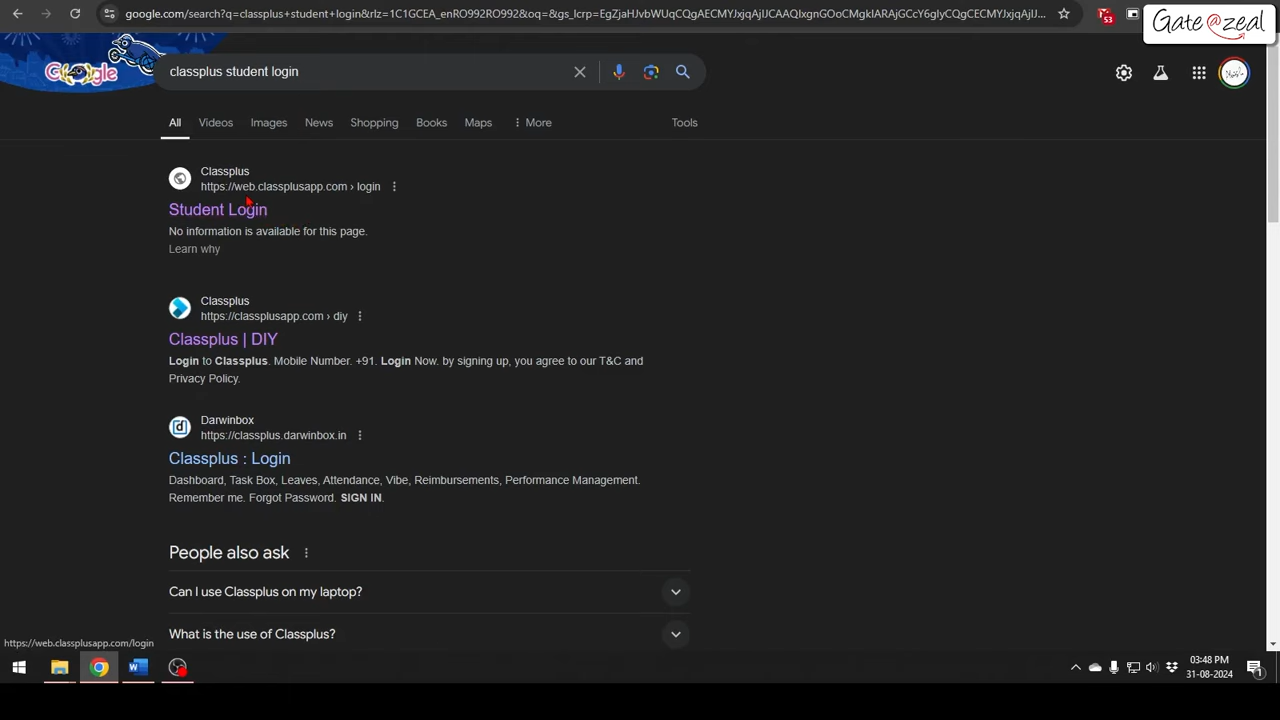 google.com/search?q=classplus+student+login&rlz=1C1GCEA_enRO992RO992&oq=&gs_lcrp=EgZjaHJvbWUqCQgAECMYJxjqAjIJCAAQIxgnGOoCMgkIARAjGCcY6gIyCQgCECMYJxjqAjIJ...
53
Gate@zeal
Google
classplus student login
All
Videos
Images
News
Shopping
Books
Maps
More
Tools
Classplus
https://web.classplusapp.com › login
Student Login
No information is available for this page.
Learn why
Classplus
https://classplusapp.com › diy
Classplus | DIY
Login to Classplus. Mobile Number. +91. Login Now. by signing up, you agree to our T&C and
Privacy Policy.
Darwinbox
https://classplus.darwinbox.in
Classplus : Login
Dashboard, Task Box, Leaves, Attendance, Vibe, Reimbursements, Performance Management.
Remember me. Forgot Password. SIGN IN.
People also ask
Can I use Classplus on my laptop?
What is the use of Classplus?
https://web.classplusapp.com/login
03:48 PM
31-08-2024
1